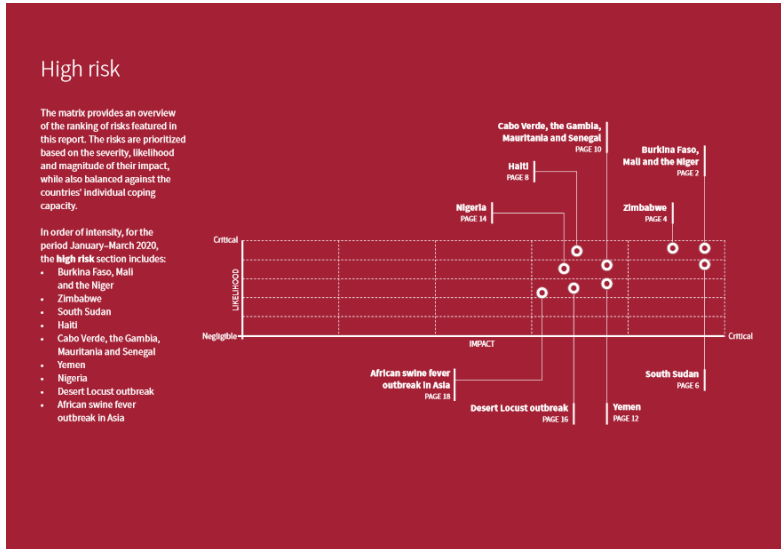 High risk
The matrix provides an overview
of the ranking of risks featured in
this report. The risks are prioritized
based on the severity, likelihood
and magnitude of their impact,
while also balanced against the
countries' individual coping
capacity.
In order of intensity, for the
period January–March 2020,
the high risk section includes:
• Burkina Faso, Mali
and the Niger
• Zimbabwe
• South Sudan
• Haiti
• Cabo Verde, the Gambia,
Mauritania and Senegal
• Yemen
• Nigeria
• Desert Locust outbreak
• African swine fever
outbreak in Asia
Cabo Verde, the Gambia,
Mauritania and Senegal
PAGE 10
Burkina Faso,
Mali and the Niger
PAGE 2
Haiti
PAGE 8
Nigeria
PAGE 14
Zimbabwe
PAGE 4
Critical
LIKELIHOOD
Negligible
IMPACT
Critical
African swine fever
outbreak in Asia
PAGE 18
South Sudan
PAGE 6
Desert Locust outbreak
PAGE 16
Yemen
PAGE 12